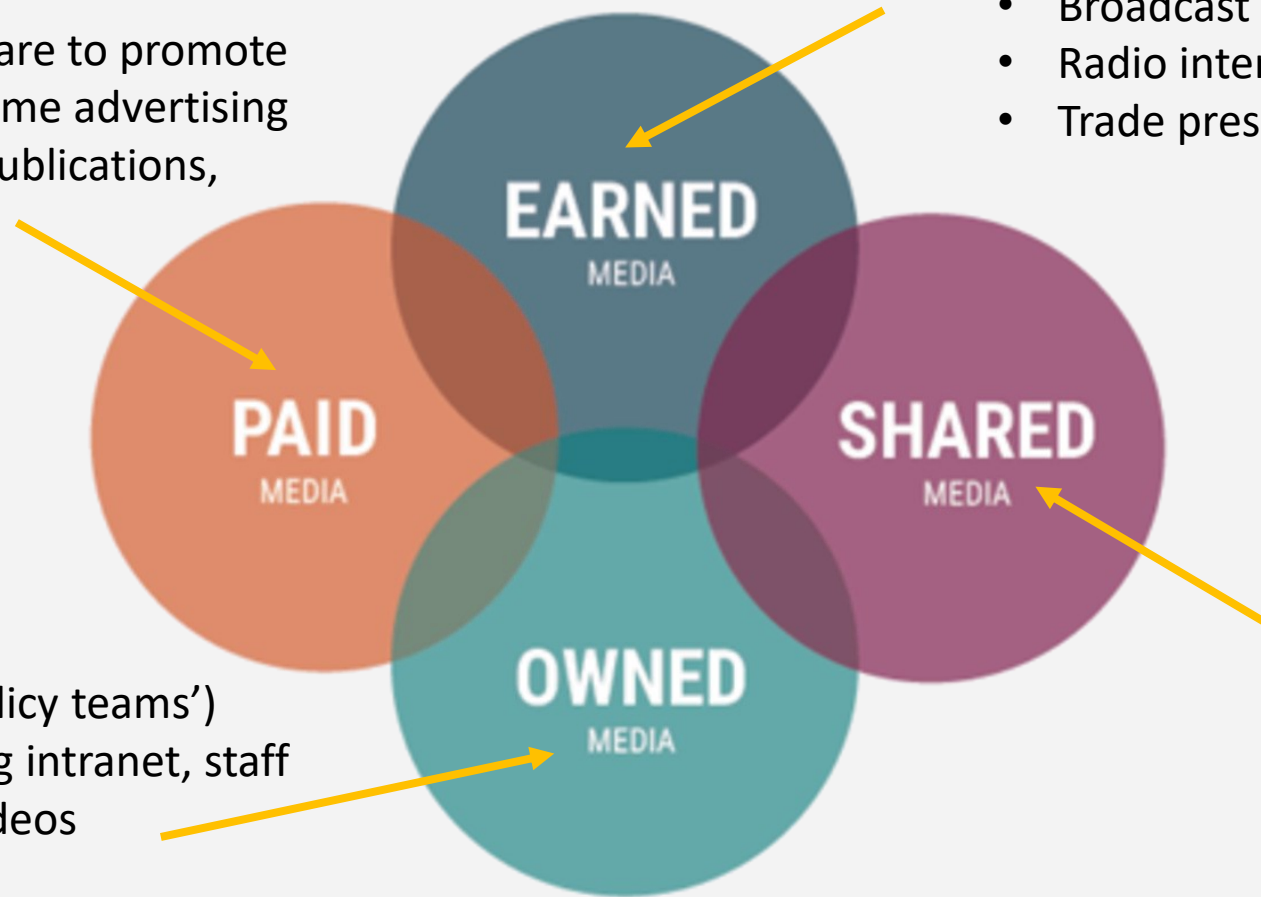 are to promote
me advertising
ublications,
• Broadcast
• Radio inter
• Trade pres
EARNED
MEDIA
PAID
MEDIA
SHARED
MEDIA
OWNED
MEDIA
licy teams’)
g intranet, staff
deos